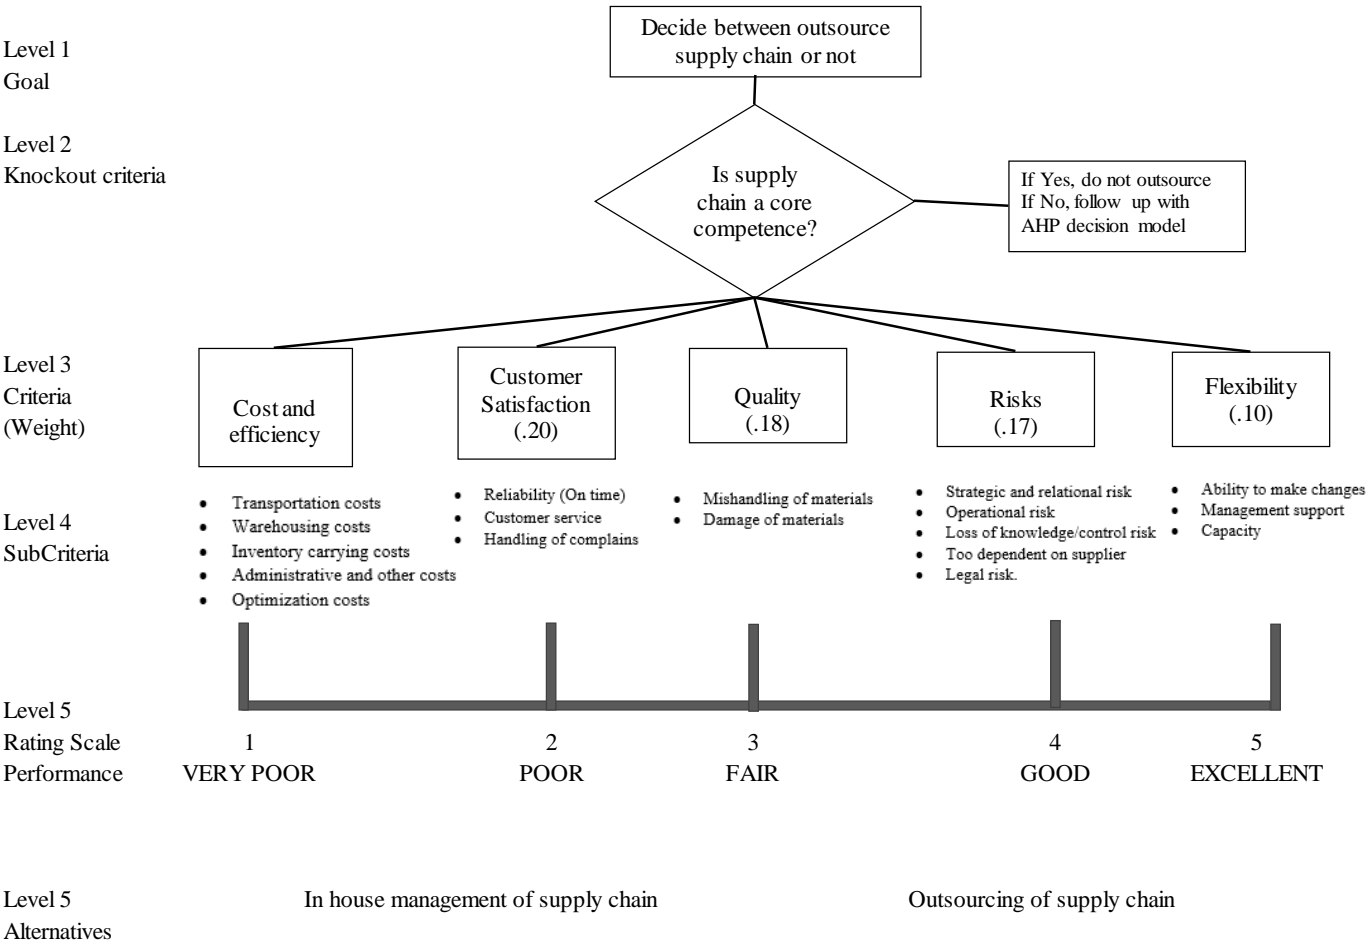 Decide between outsource
supply chain or not
Level 1
Goal
Level 2
Knockout criteria
Is supply
chain a core
competence?
If Yes, do not outsource
If No, follow up with
AHP decision model
Level 3
Criteria
(Weight)
Cost and
efficiency
Customer
Satisfaction
(.20)
Quality
(.18)
Risks
(.17)
Flexibility
(.10)
Level 4
SubCriteria
• Transportation costs
• Warehousing costs
• Inventory carrying costs
• Administrative and other costs
• Optimization costs
• Reliability (On time)
• Customer service
• Handling of complains
• Mishandling of materials
• Damage of materials
• Strategic and relational risk
• Operational risk
• Loss of knowledge/control risk
• Too dependent on supplier
• Legal risk.
• Ability to make changes
• Management support
• Capacity
Level 5
Rating Scale
Performance
1
VERY POOR
2
POOR
3
FAIR
4
GOOD
5
EXCELLENT
Level 5
Alternatives
In house management of supply chain
Outsourcing of supply chain